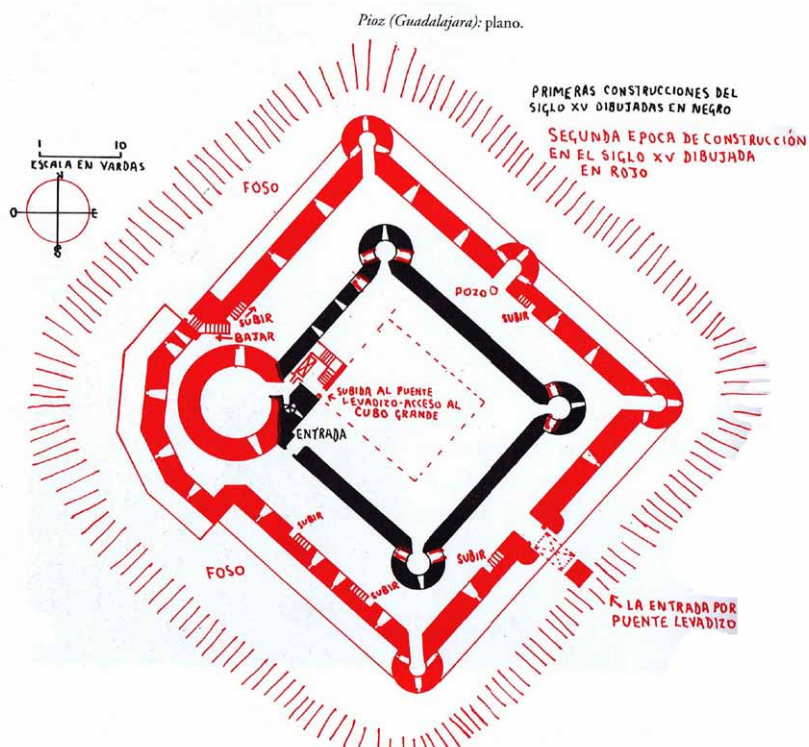 Pioz (Guadalajara): plano.
PRIMERAS CONSTRUCCIONES DEL
SIGLO XV DIBUJADAS EN NEGRO
SEGUNDA EPOCA DE CONSTRUCCIÓN
EN EL SIGLO XV DIBUJADA
EN ROJO
1 10
ESCALA EN VARDAS
N
O E
S
FOSO
SUBIR
BAJAR
POZO
SUBIR
SUBIDA AL PUENTE
LEVADIZO-ACCESO AL
CUBO GRANDE
ENTRADA
SUBIR
SUBIR
SUBIR
FOSO
LA ENTRADA POR
PUENTE LEVADIZO